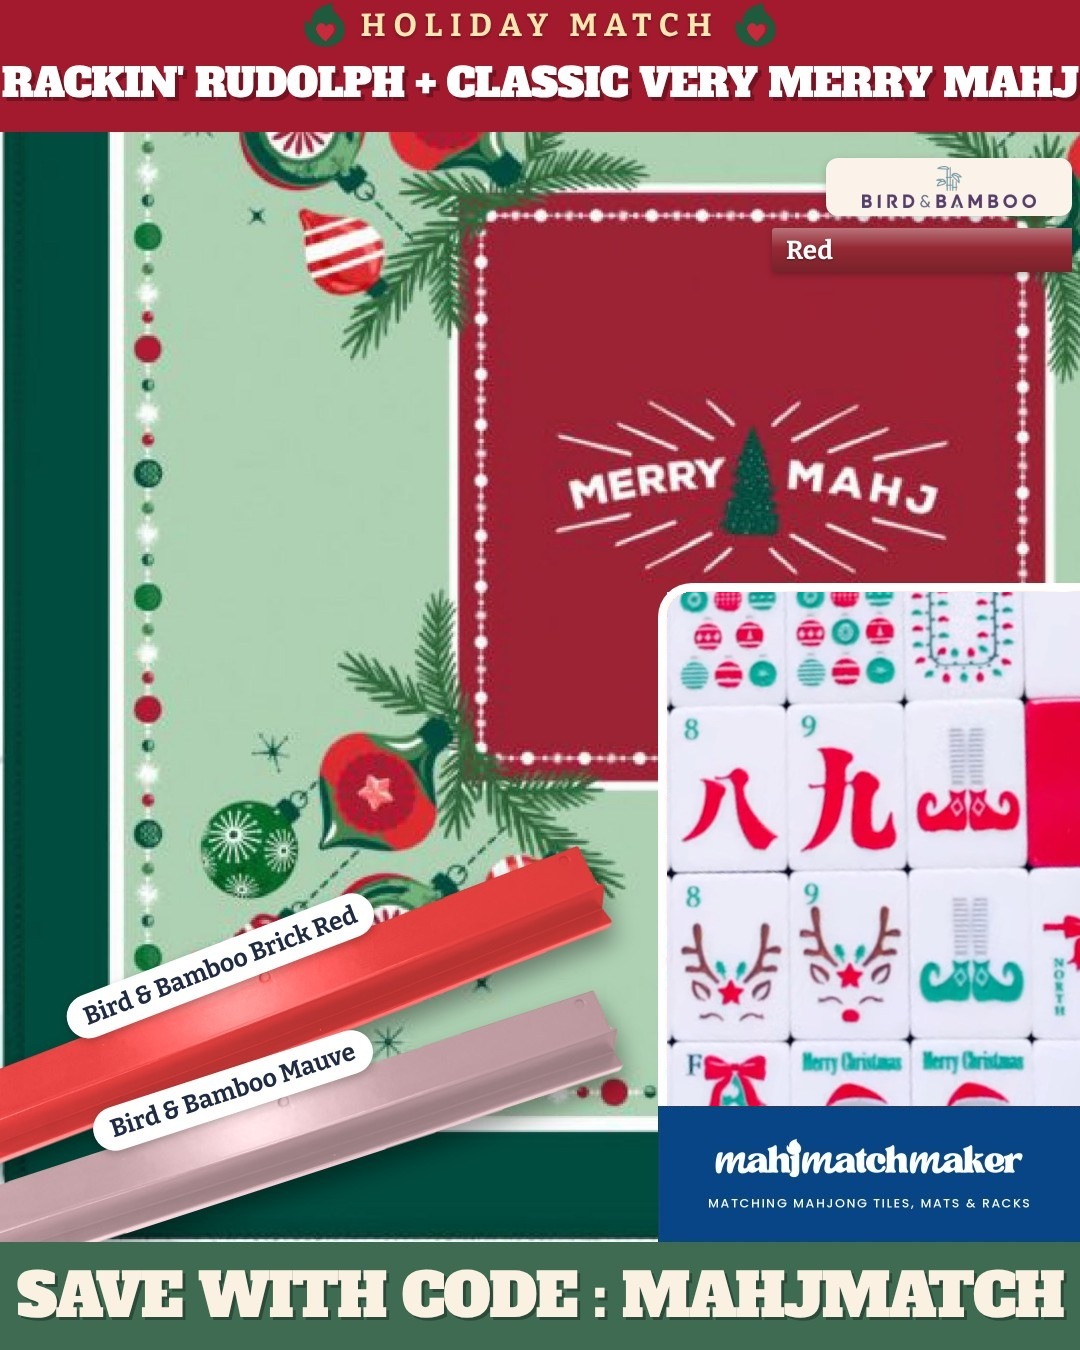 HOLIDAY MATCH
RACKIN' RUDOLPH + CLASSIC VERY MERRY MAHJ
BIRD & BAMBOO
Red
MERRY MAHJ
8
9
八
九
8
9
NORTH
F
Merry Christmas
Merry Christmas
Bird & Bamboo Brick Red
Bird & Bamboo Mauve
mahjmatchmaker
MATCHING MAHJONG TILES, MATS & RACKS
SAVE WITH CODE : MAHJMATCH